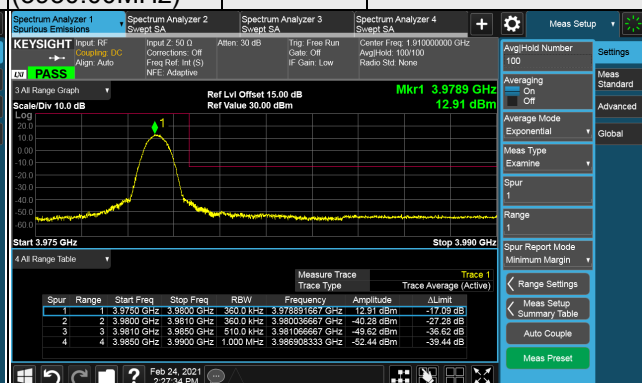 (3980.00MHz)
Spectrum Analyzer 1
Spurious Emissions
Spectrum Analyzer 2
Swept SA
Spectrum Analyzer 3
Swept SA
Spectrum Analyzer 4
Swept SA
+
Meas Setup
KEYSIGHT
Input: RF
Coupling: DC
Align: Auto
Input Z: 50 Ω
Corrections: Off
Freq Ref: Int (S)
NFE: Adaptive
Atten: 30 dB
Trig: Free Run
Gate: Off
IF Gain: Low
Center Freq: 1.910000000 GHz
Avg|Hold: 100/100
Radio Std: None
LXI PASS
3 All Range Graph
Scale/Div 10.0 dB
Ref Lvl Offset 15.00 dB
Ref Value 30.00 dBm
Mkr1 3.9789 GHz
12.91 dBm
Log
20.0
10.0
0.00
-10.0
-20.0
-30.0
-40.0
-50.0
-60.0
1
Start 3.975 GHz
Stop 3.990 GHz
4 All Range Table
Measure Trace Trace 1
Trace Type Trace Average (Active)
Spur Range Start Freq Stop Freq RBW Frequency Amplitude ΔLimit
1 1 3.9750 GHz 3.9800 GHz 360.0 kHz 3.978891667 GHz 12.91 dBm -17.09 dB
2 2 3.9800 GHz 3.9810 GHz 360.0 kHz 3.980036667 GHz -40.28 dBm -27.28 dB
3 3 3.9810 GHz 3.9850 GHz 510.0 kHz 3.981066667 GHz -49.62 dBm -36.62 dB
4 4 3.9850 GHz 3.9900 GHz 1.000 MHz 3.986908333 GHz -52.44 dBm -39.44 dB
Avg|Hold Number
100
Averaging
On
Off
Average Mode
Exponential
Meas Type
Examine
Spur
1
Range
1
Spur Report Mode
Minimum Margin
Range Settings
Meas Setup
Summary Table
Auto Couple
Meas Preset
Settings
Meas
Standard
Advanced
Global
?
Feb 24, 2021
2:27:34 PM